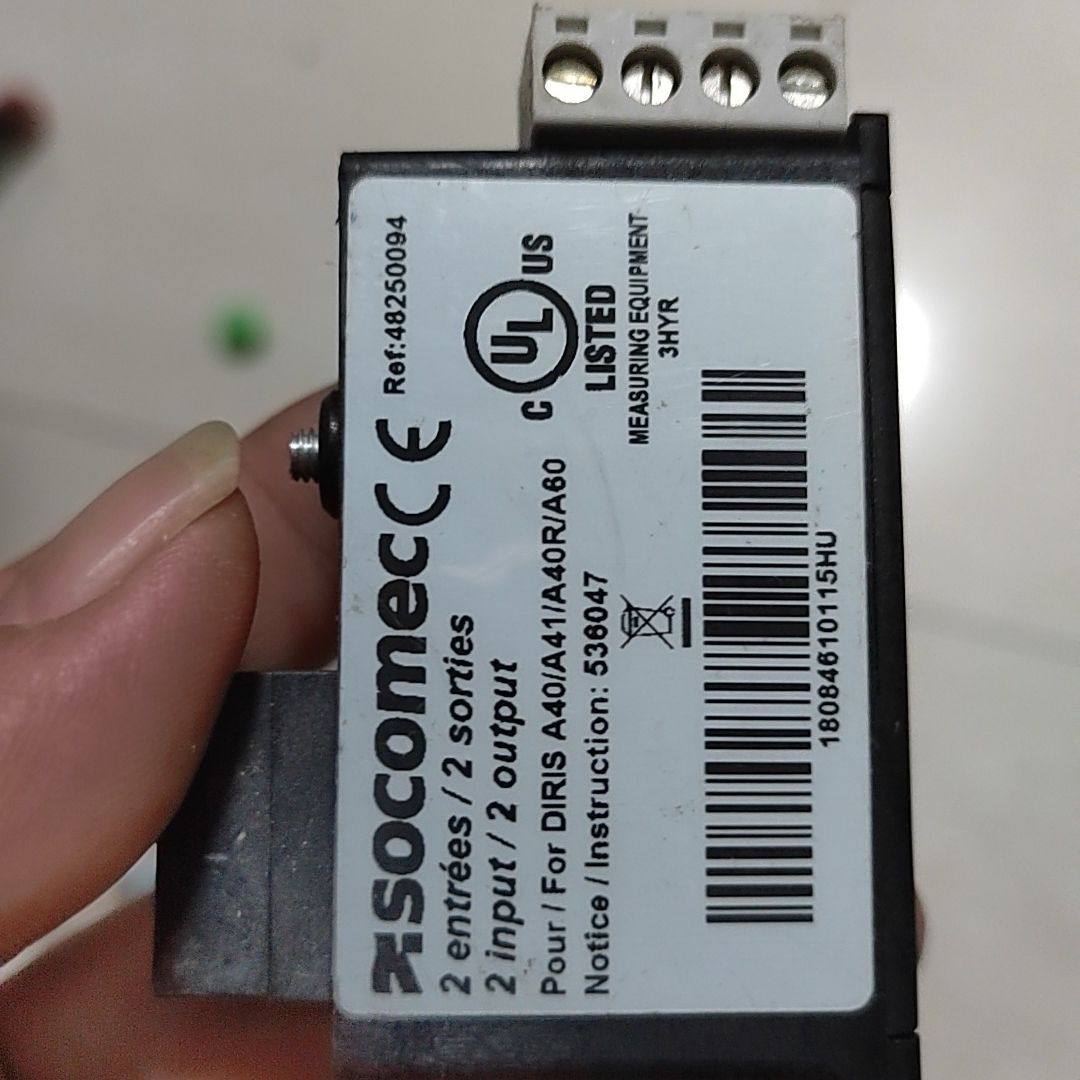 socomec CE Ref:48250094
2 entrées / 2 sorties
2 input / 2 output
Pour / For DIRIS A40/A41/A40R/A60
Notice / Instruction: 536047
C UL US
LISTED
MEASURING EQUIPMENT
3HYR
18084610115HU